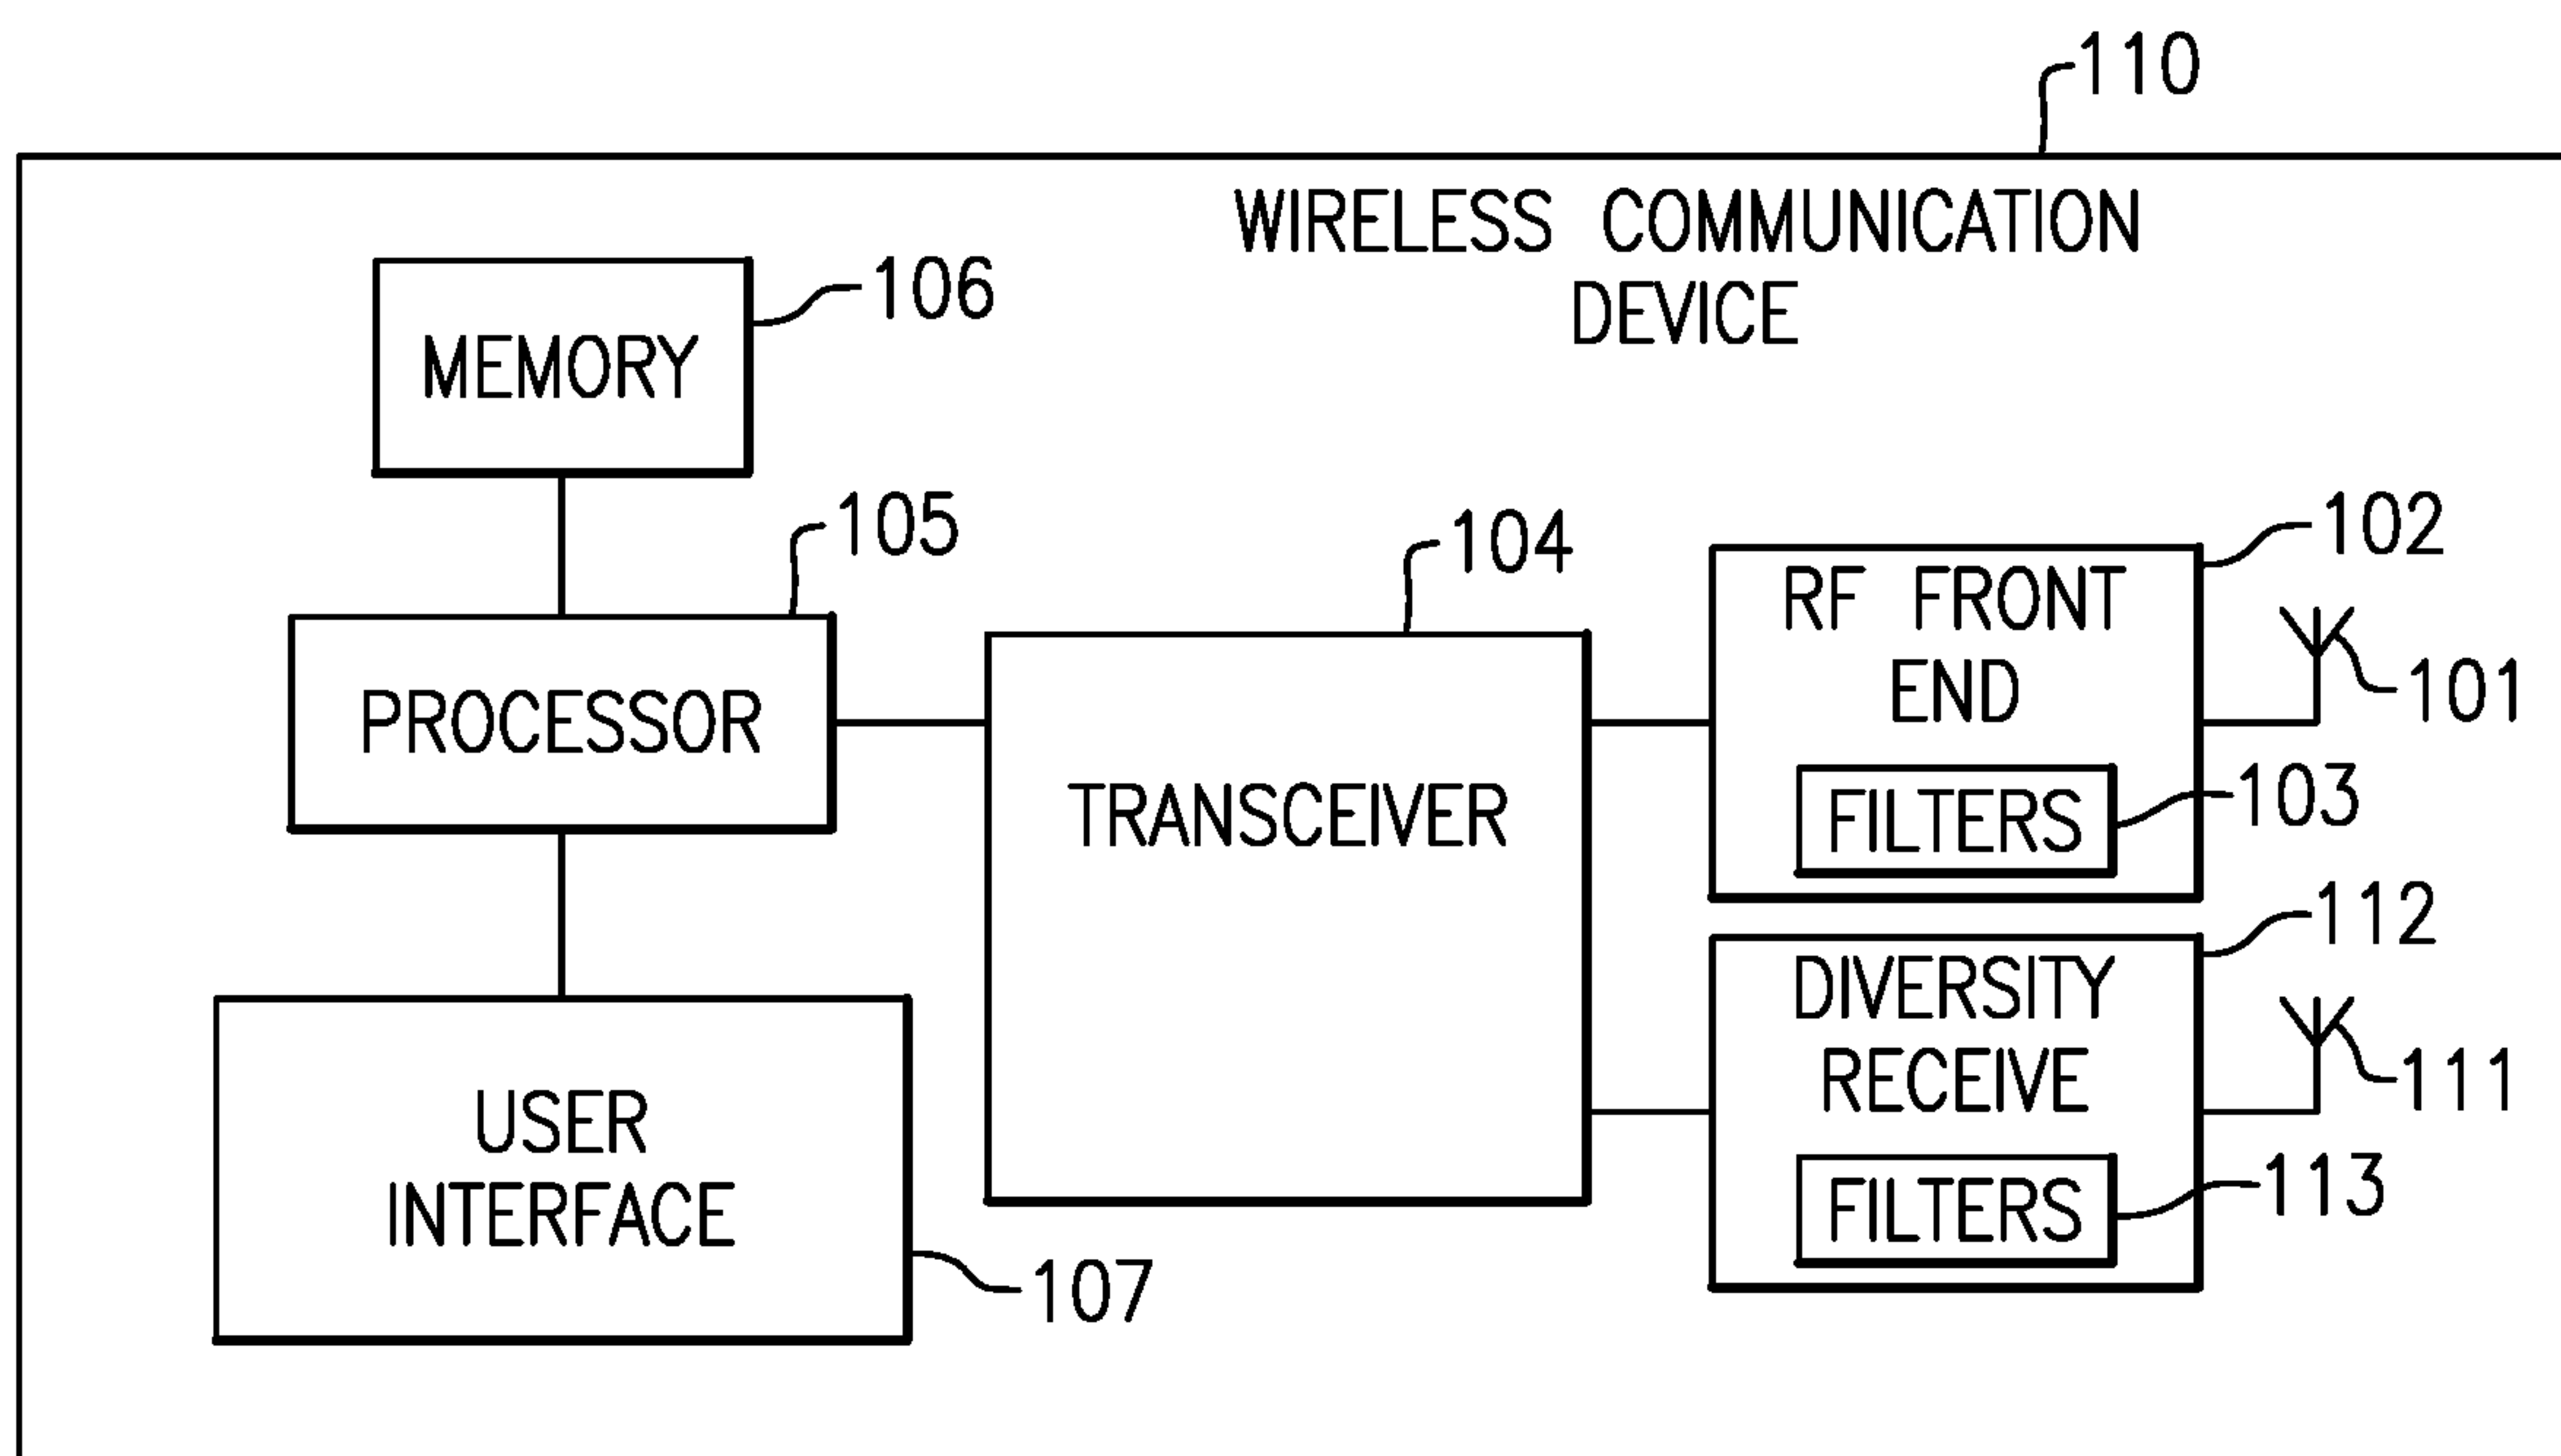 110
WIRELESS COMMUNICATION
DEVICE
106
MEMORY
105
104
102
RF FRONT
END
101
PROCESSOR
TRANSCEIVER
103
FILTERS
112
DIVERSITY
RECEIVE
111
USER
INTERFACE
113
FILTERS
107